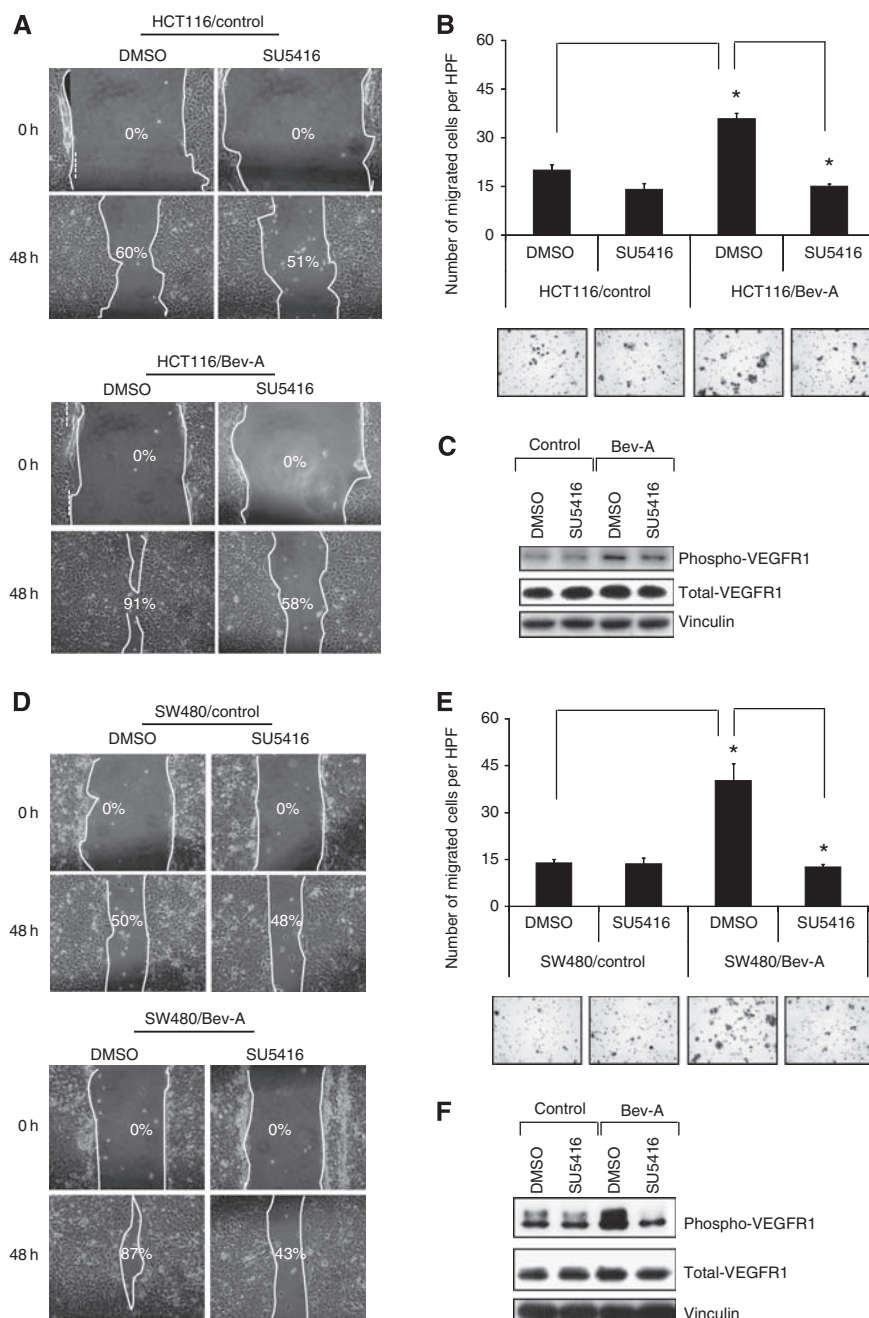 A
HCT116/control
DMSO SU5416
0 h
0% 0%
48 h
60% 51%
HCT116/Bev-A
DMSO SU5416
0 h
0% 0%
48 h
91% 58%
B
Number of migrated cells per HPF
60
45
30
15
0
* *
DMSO SU5416 DMSO SU5416
HCT116/control HCT116/Bev-A
C
Control Bev-A
DMSO SU5416 DMSO SU5416
Phospho-VEGFR1
Total-VEGFR1
Vinculin
D
SW480/control
DMSO SU5416
0 h
0% 0%
48 h
50% 48%
SW480/Bev-A
DMSO SU5416
0 h
0% 0%
48 h
87% 43%
E
Number of migrated cells per HPF
60
45
30
15
0
* *
DMSO SU5416 DMSO SU5416
SW480/control SW480/Bev-A
F
Control Bev-A
DMSO SU5416 DMSO SU5416
Phospho-VEGFR1
Total-VEGFR1
Vinculin